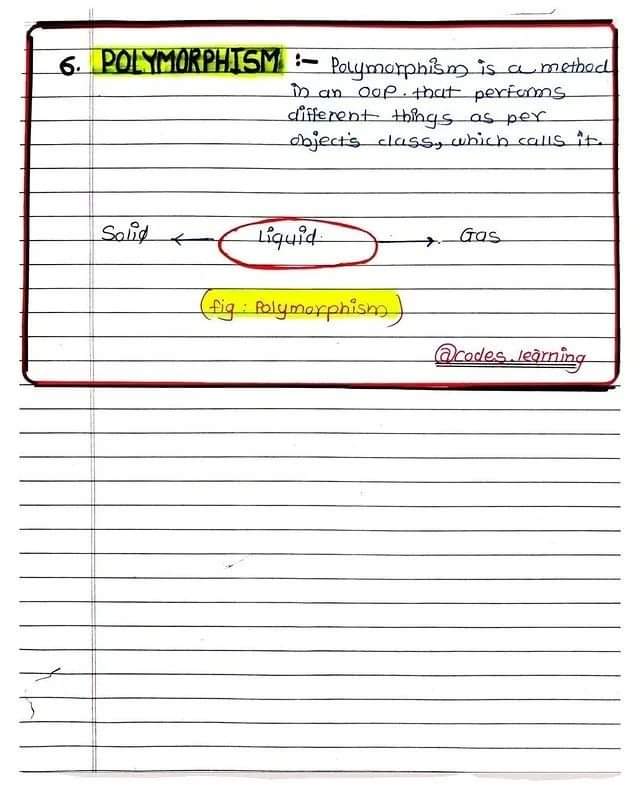 6. POLYMORPHISM :- Polymorphism is a method
in an OOP. that performs
different things as per
object's class, which calls it.
Solid ← Liquid. → Gas
(fig : Polymorphism)
@codes.learning